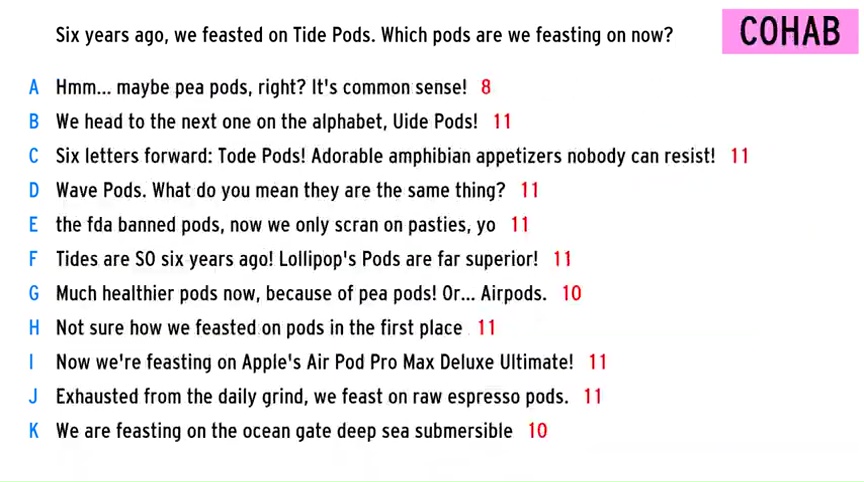 Six years ago, we feasted on Tide Pods. Which pods are we feasting on now?
COHAB
A Hmm... maybe pea pods, right? It's common sense! 8
B We head to the next one on the alphabet, Uide Pods! 11
C Six letters forward: Tode Pods! Adorable amphibian appetizers nobody can resist! 11
D Wave Pods. What do you mean they are the same thing? 11
E the fda banned pods, now we only scran on pasties, yo 11
F Tides are SO six years ago! Lollipop's Pods are far superior! 11
G Much healthier pods now, because of pea pods! Or... Airpods. 10
H Not sure how we feasted on pods in the first place 11
I Now we're feasting on Apple's Air Pod Pro Max Deluxe Ultimate! 11
J Exhausted from the daily grind, we feast on raw espresso pods. 11
K We are feasting on the ocean gate deep sea submersible 10